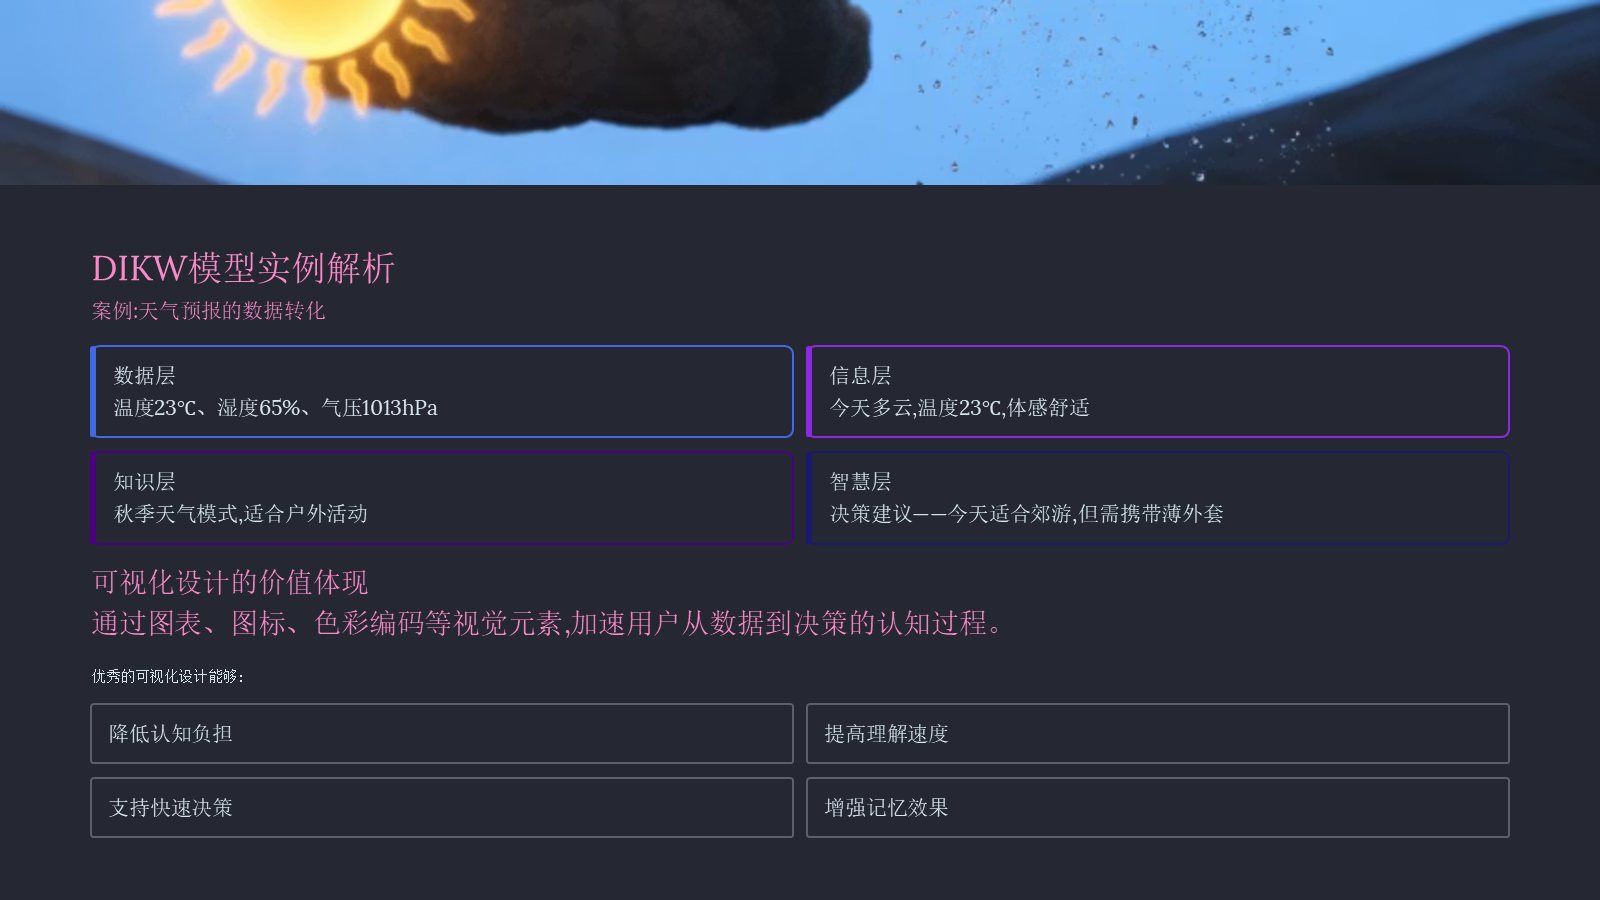 DIKW模型实例解析
案例:天气预报的数据转化
数据层
温度23℃、湿度65%、气压1013hPa
信息层
今天多云,温度23℃,体感舒适
知识层
秋季天气模式,适合户外活动
智慧层
决策建议——今天适合郊游,但需携带薄外套
可视化设计的价值体现
通过图表、图标、色彩编码等视觉元素,加速用户从数据到决策的认知过程。
优秀的可视化设计能够:
降低认知负担
提高理解速度
支持快速决策
增强记忆效果